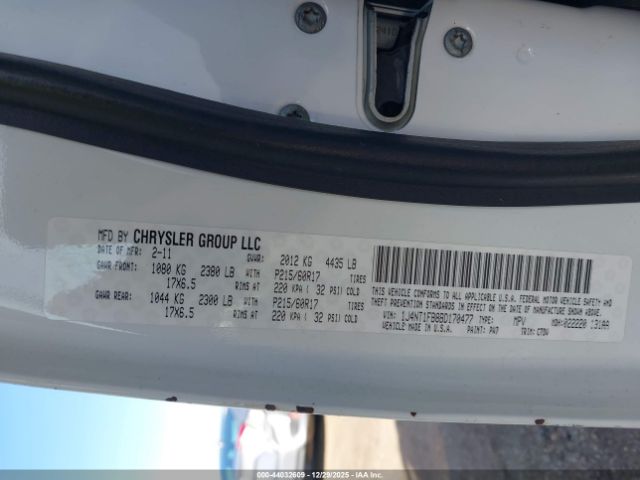 MFD BY CHRYSLER GROUP LLC
DATE OF MFR: 2-11 GVWR: 2012 KG 4435 LB
GAWR FRONT: 1080 KG 2380 LB WITH P215/60R17 TIRES
17X6.5 RIMS AT 220 KPA ( 32 PSI) COLD
GAWR REAR: 1044 KG 2300 LB WITH P215/60R17 TIRES
17X6.5 RIMS AT 220 KPA ( 32 PSI) COLD
THIS VEHICLE CONFORMS TO ALL APPLICABLE U.S.A. FEDERAL MOTOR VEHICLE SAFETY AND
THEFT PREVENTION STANDARDS IN EFFECT ON THE DATE OF MANUFACTURE SHOWN ABOVE.
VIN: 1J4NT1FB8BD170477 TYPE: MPV MDH: 022220
VEHICLE MADE IN U.S.A. PAINT: PW7 TRIM:
000-44032609 - 12/29/2025 - IAA Inc.